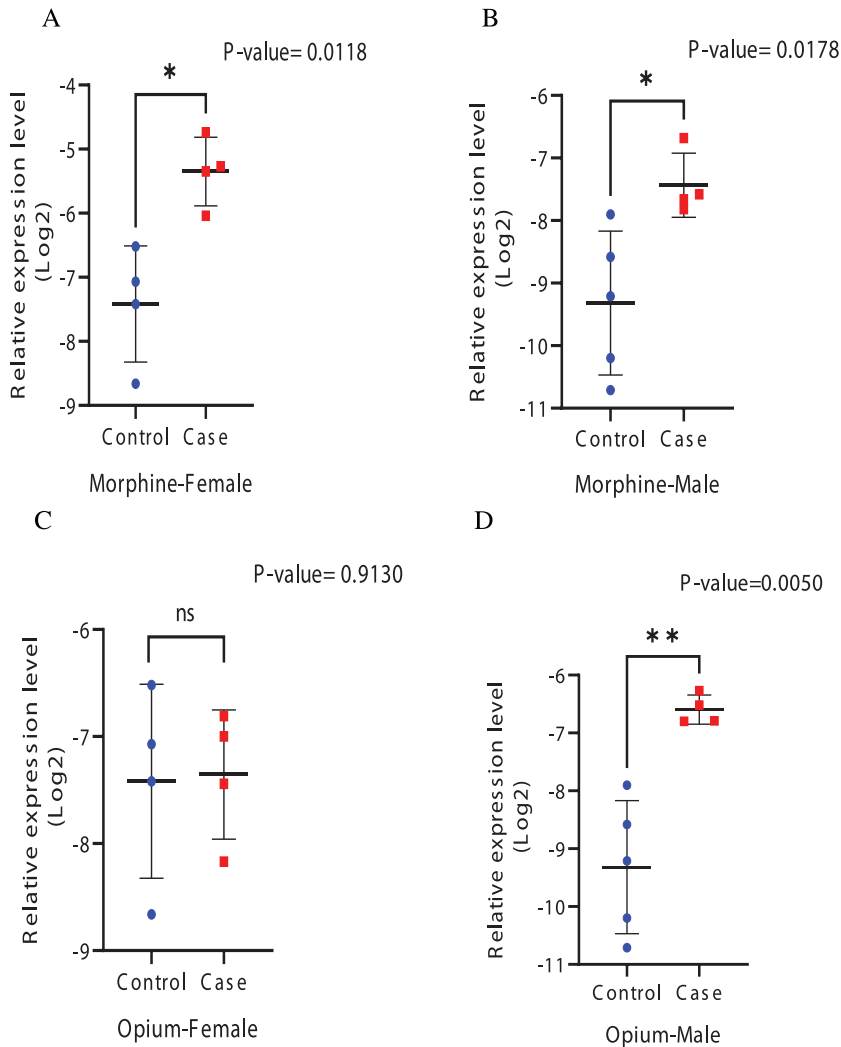 A
P-value= 0.0118
*
-4
-5
-6
-7
-8
-9
Relative expression level
(Log2)
Control Case
Morphine-Female
B
P-value= 0.0178
*
-6
-7
-8
-9
-10
-11
Relative expression level
(Log2)
Control Case
Morphine-Male
C
P-value= 0.9130
ns
-6
-7
-8
-9
Relative expression level
(Log2)
Control Case
Opium-Female
D
P-value=0.0050
**
-6
-7
-8
-9
-10
-11
Relative expression level
(Log2)
Control Case
Opium-Male